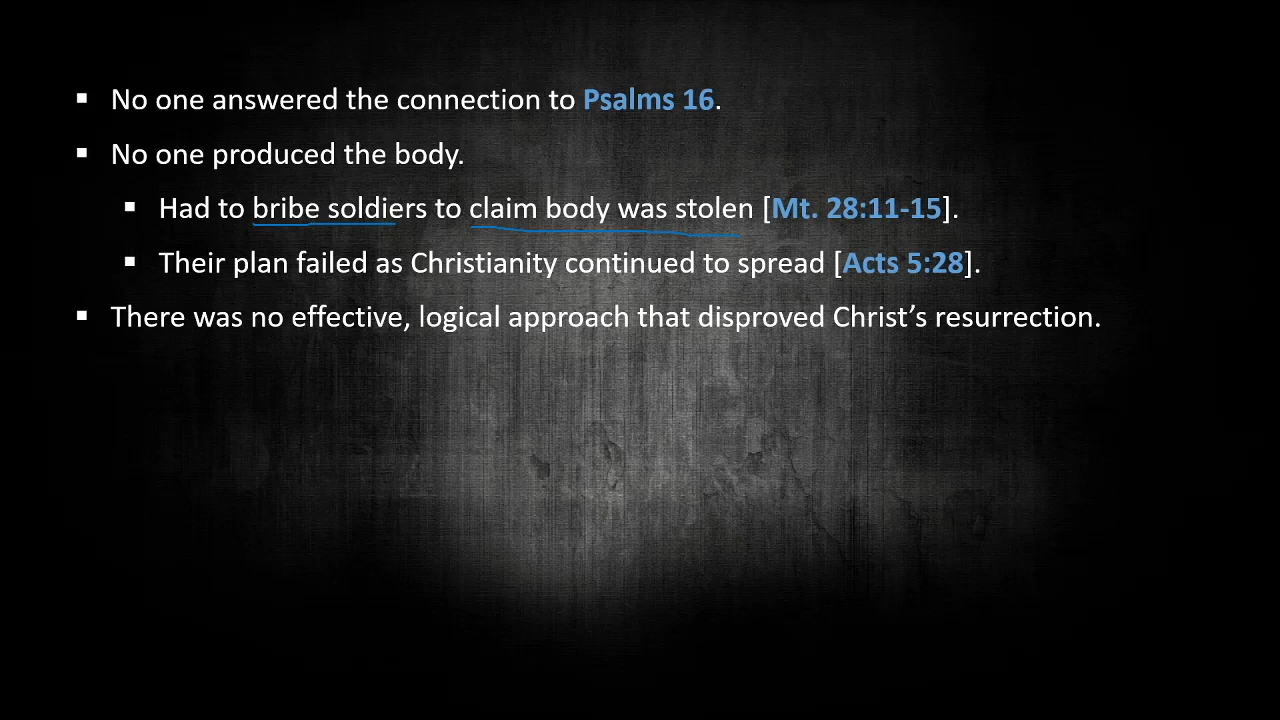 ▪ No one answered the connection to Psalms 16.
▪ No one produced the body.
▪ Had to bribe soldiers to claim body was stolen [Mt. 28:11-15].
▪ Their plan failed as Christianity continued to spread [Acts 5:28].
▪ There was no effective, logical approach that disproved Christ’s resurrection.